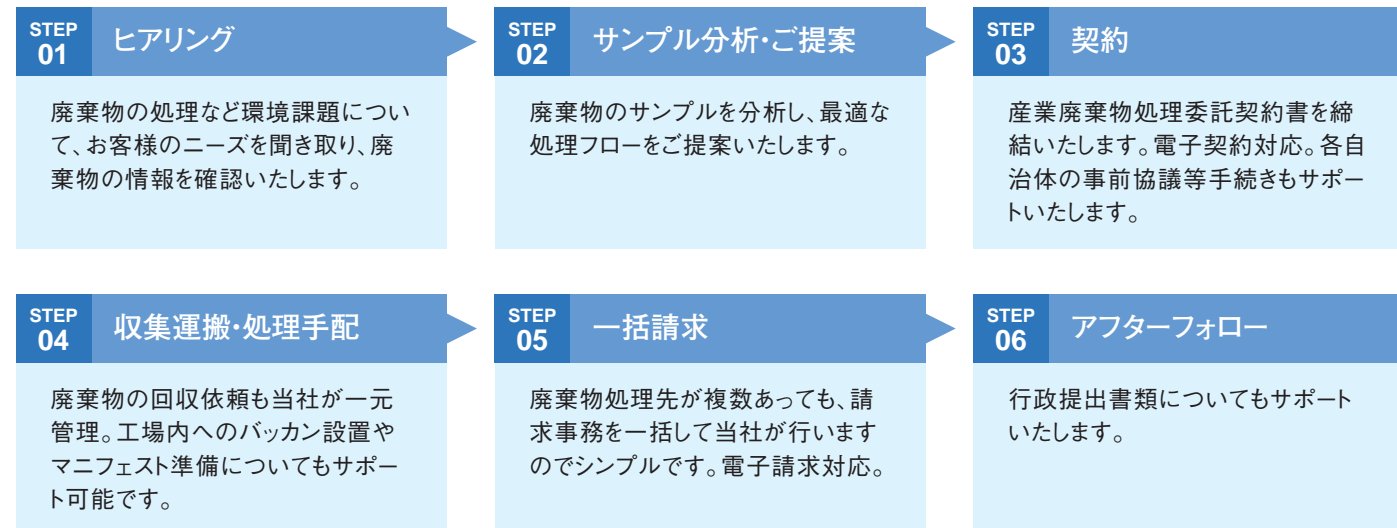 STEP
01
ヒアリング
廃棄物の処理など環境課題につい
て、お客様のニーズを聞き取り、廃
棄物の情報を確認いたします。
STEP
02
サンプル分析・ご提案
廃棄物のサンプルを分析し、最適な
処理フローをご提案いたします。
STEP
03
契約
産業廃棄物処理委託契約書を締
結いたします。電子契約対応。各自
治体の事前協議等手続きもサポー
トいたします。
STEP
04
収集運搬・処理手配
廃棄物の回収依頼も当社が一元
管理。工場内へのバッカン設置や
マニフェスト準備についてもサポー
ト可能です。
STEP
05
一括請求
廃棄物処理先が複数あっても、請
求事務を一括して当社が行います
のでシンプルです。電子請求対応。
STEP
06
アフターフォロー
行政提出書類についてもサポート
いたします。